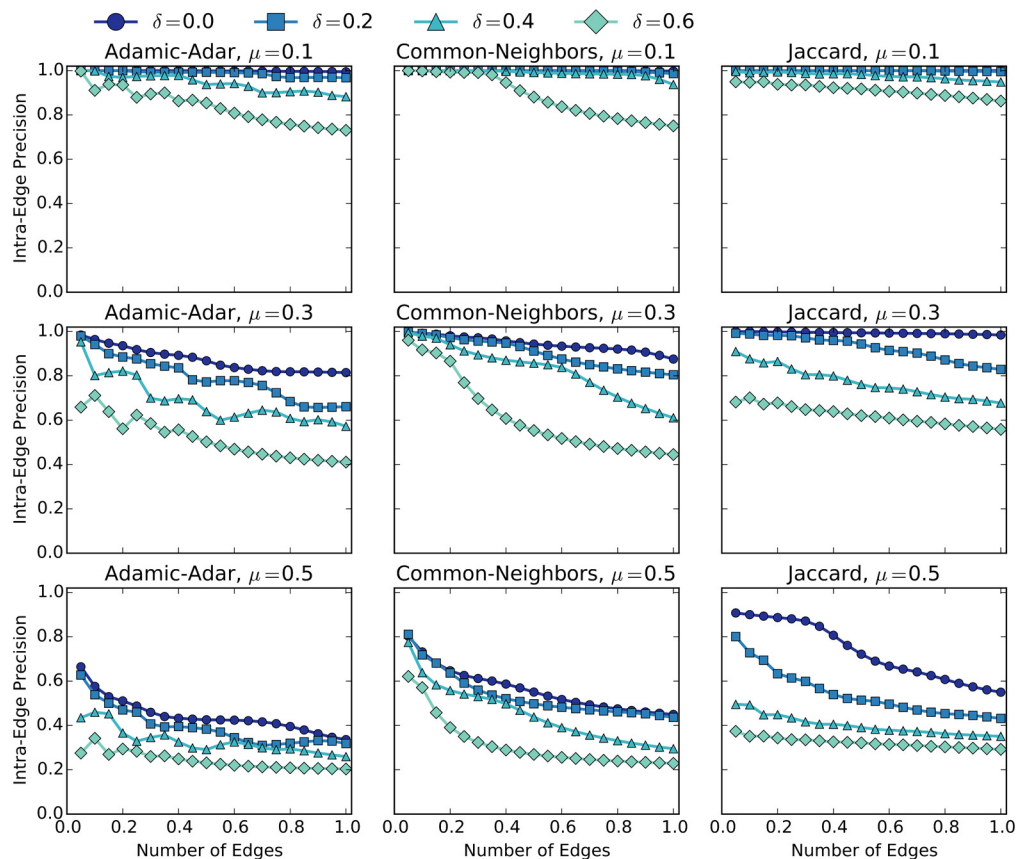 δ=0.0 δ=0.2 δ=0.4 δ=0.6
Adamic-Adar, μ=0.1 Common-Neighbors, μ=0.1 Jaccard, μ=0.1
Intra-Edge Precision
1.0
0.8
0.6
0.4
0.2
0.0
Adamic-Adar, μ=0.3 Common-Neighbors, μ=0.3 Jaccard, μ=0.3
Intra-Edge Precision
1.0
0.8
0.6
0.4
0.2
0.0
Adamic-Adar, μ=0.5 Common-Neighbors, μ=0.5 Jaccard, μ=0.5
Intra-Edge Precision
1.0
0.8
0.6
0.4
0.2
0.0
0.0 0.2 0.4 0.6 0.8 1.0 0.0 0.2 0.4 0.6 0.8 1.0 0.0 0.2 0.4 0.6 0.8 1.0
Number of Edges Number of Edges Number of Edges